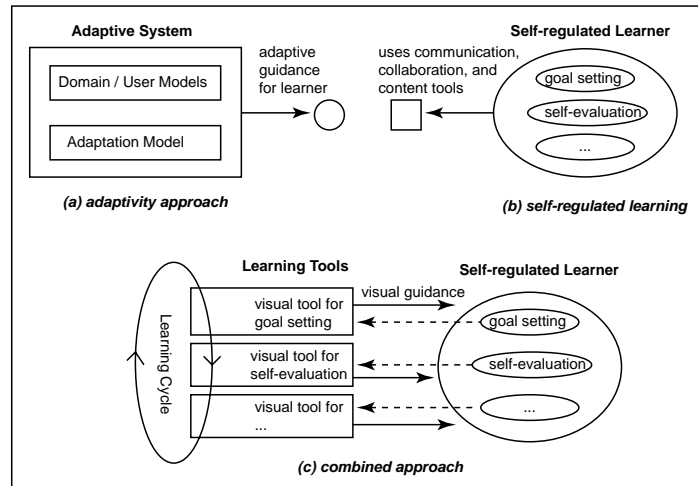 Adaptive System
Domain / User Models
Adaptation Model
adaptive
guidance
for learner
(a) adaptivity approach
uses communication,
collaboration, and
content tools
Self-regulated Learner
goal setting
self-evaluation
...
(b) self-regulated learning
Learning Tools
Self-regulated Learner
Learning Cycle
visual tool for
goal setting
visual guidance
goal setting
visual tool for
self-evaluation
self-evaluation
visual tool for
...
...
(c) combined approach